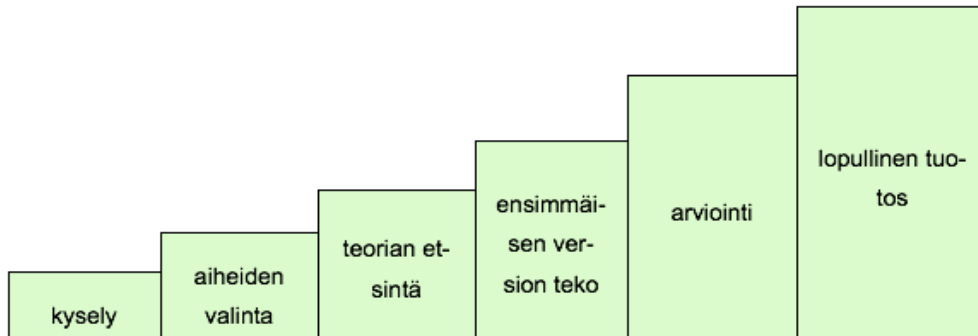 kysely
aiheiden
valinta
teorian et-
sintä
ensimmäi-
sen ver-
sion teko
arviointi
lopullinen tuo-
tos